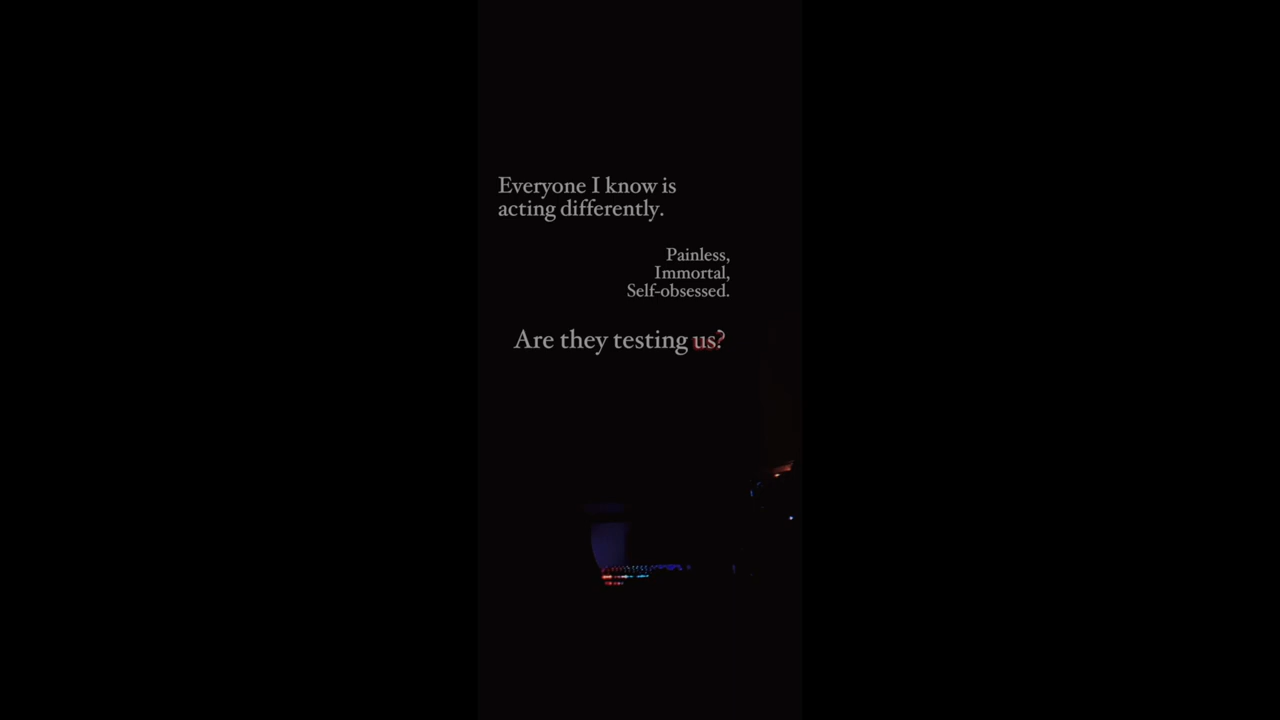 Everyone I know is
acting differently.
Painless,
Immortal,
Self-obsessed.
Are they testing us?